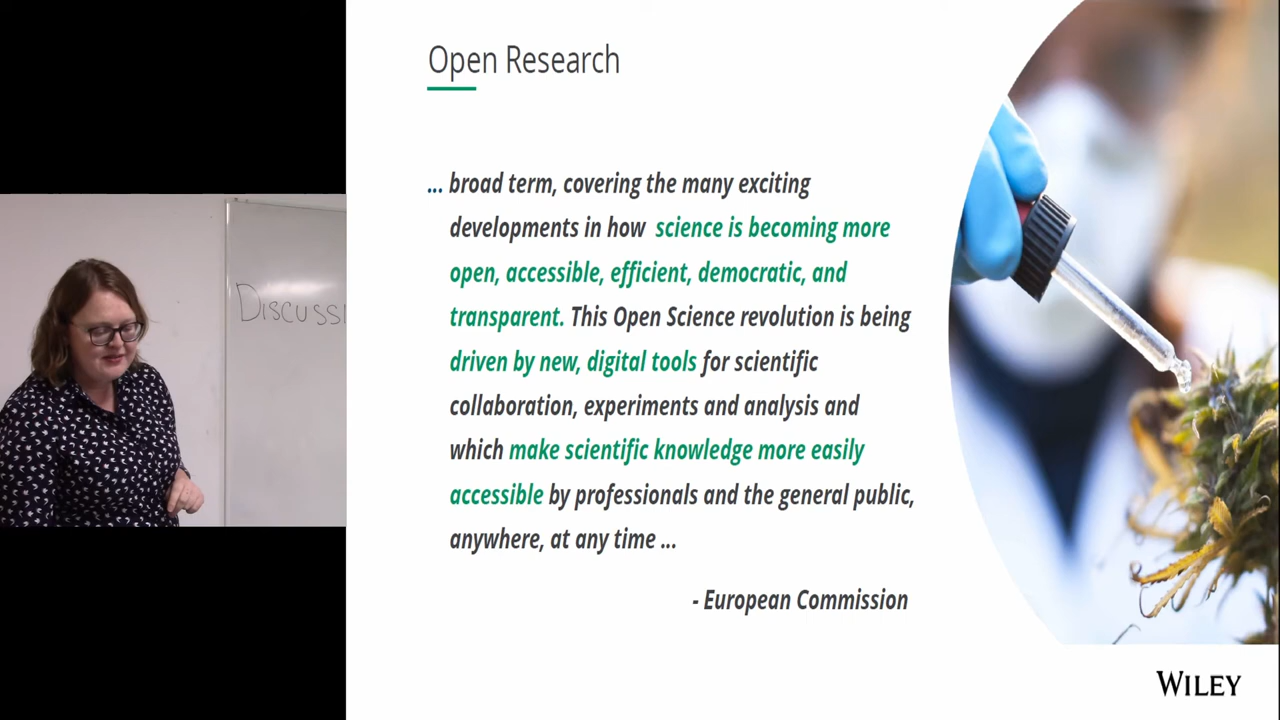 Open Research
... broad term, covering the many exciting
developments in how science is becoming more
open, accessible, efficient, democratic, and
transparent. This Open Science revolution is being
driven by new, digital tools for scientific
collaboration, experiments and analysis and
which make scientific knowledge more easily
accessible by professionals and the general public,
anywhere, at any time ...
- European Commission
Discussi
WILEY